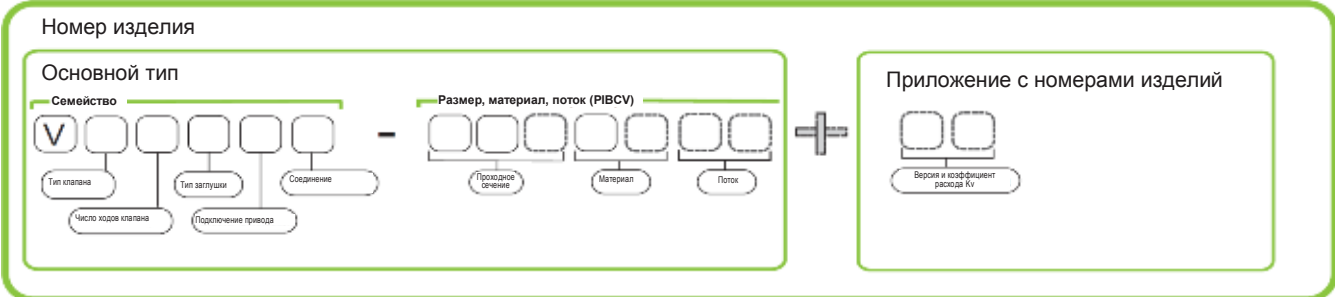 Номер изделия
Основной тип
Семейство
V
Тип клапана
Число ходов клапана
Тип заглушки
Подключение привода
Соединение
-
Размер, материал, поток (PIBCV)
Проходное
сечение
Материал
Поток
+
Приложение с номерами изделий
Версия и коэффициент
расхода Kv